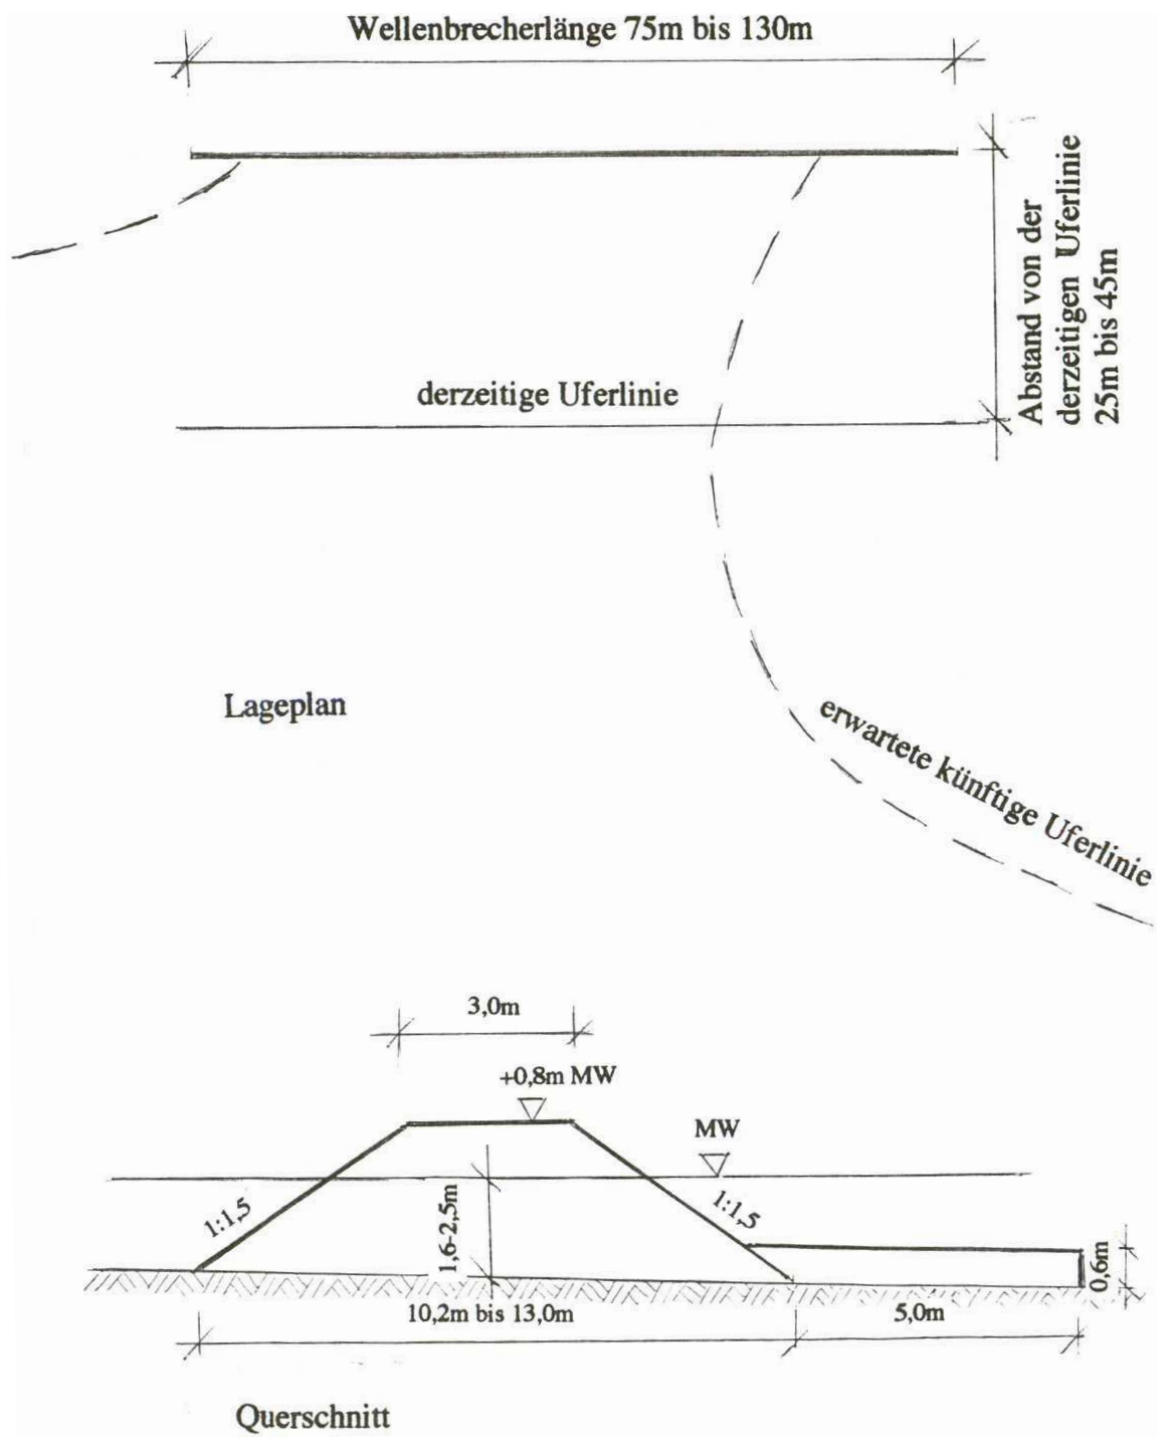 Wellenbrecherlänge 75m bis 130m
Abstand von der
derzeitigen Uferlinie
25m bis 45m
derzeitige Uferlinie
Lageplan
erwartete künftige Uferlinie
3,0m
+0,8m MW
MW
1:1,5
1,6-2,5m
1:1,5
0,6m
10,2m bis 13,0m
5,0m
Querschnitt